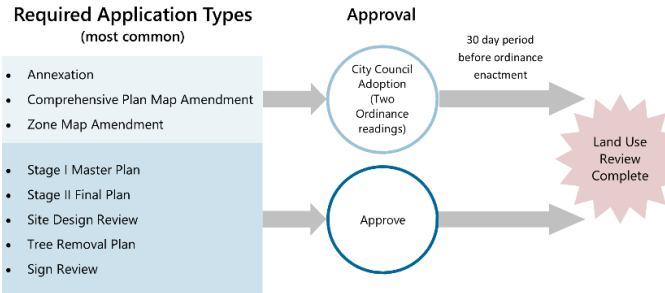 Required Application Types
(most common)
• Annexation
• Comprehensive Plan Map Amendment
• Zone Map Amendment
• Stage I Master Plan
• Stage II Final Plan
• Site Design Review
• Tree Removal Plan
• Sign Review
Approval
City Council
Adoption
(Two
Ordinance
readings)
Approve
30 day period
before ordinance
enactment
Land Use
Review
Complete